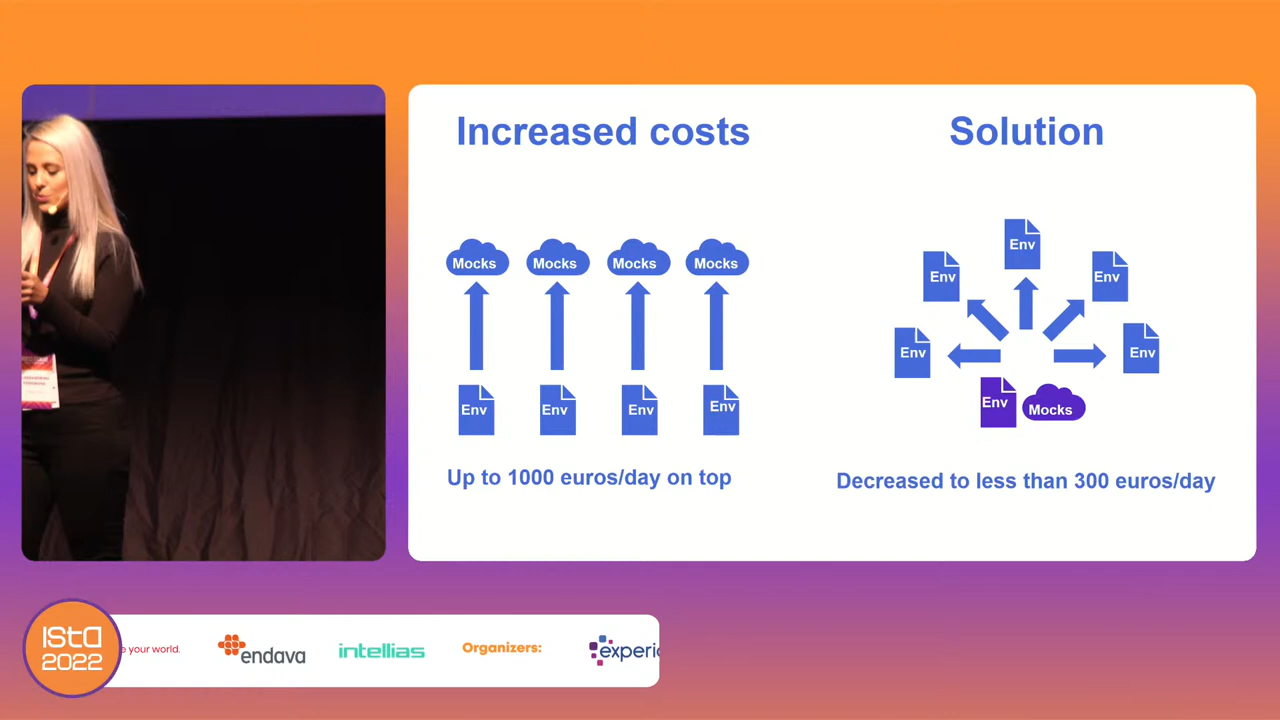 Increased costs
Solution
Mocks
Mocks
Mocks
Mocks
Env
Env
Env
Env
Up to 1000 euros/day on top
Env
Env
Env
Env
Env
Env
Mocks
Decreased to less than 300 euros/day
ISTA
2022
your world.
endava
intellias
Organizers: